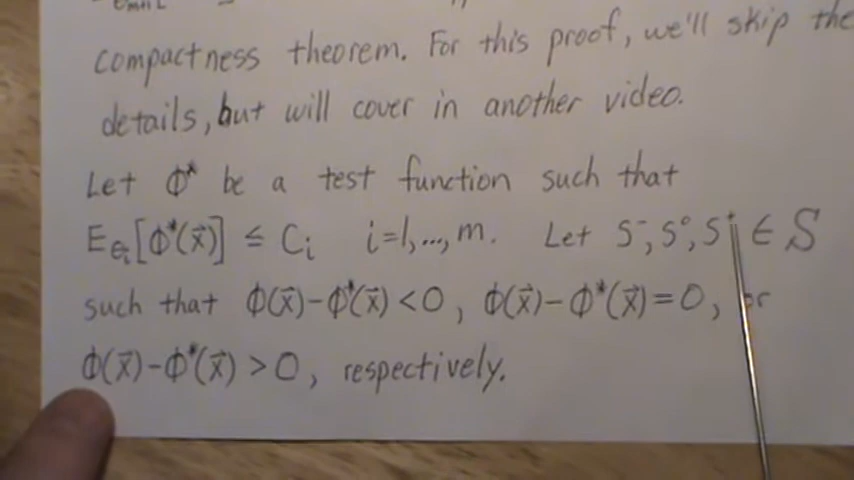 compactness theorem. For this proof, we'll skip the
details, but will cover in another video.
Let Φ* be a test function such that
E_θi[Φ*(x⃗)] ≤ Ci i=1,...,m. Let S⁻, S⁰, S⁺ ∈ S
such that Φ(x⃗)-Φ*(x⃗) < 0, Φ(x⃗)-Φ*(x⃗) = 0, or
Φ(x⃗)-Φ*(x⃗) > 0, respectively.